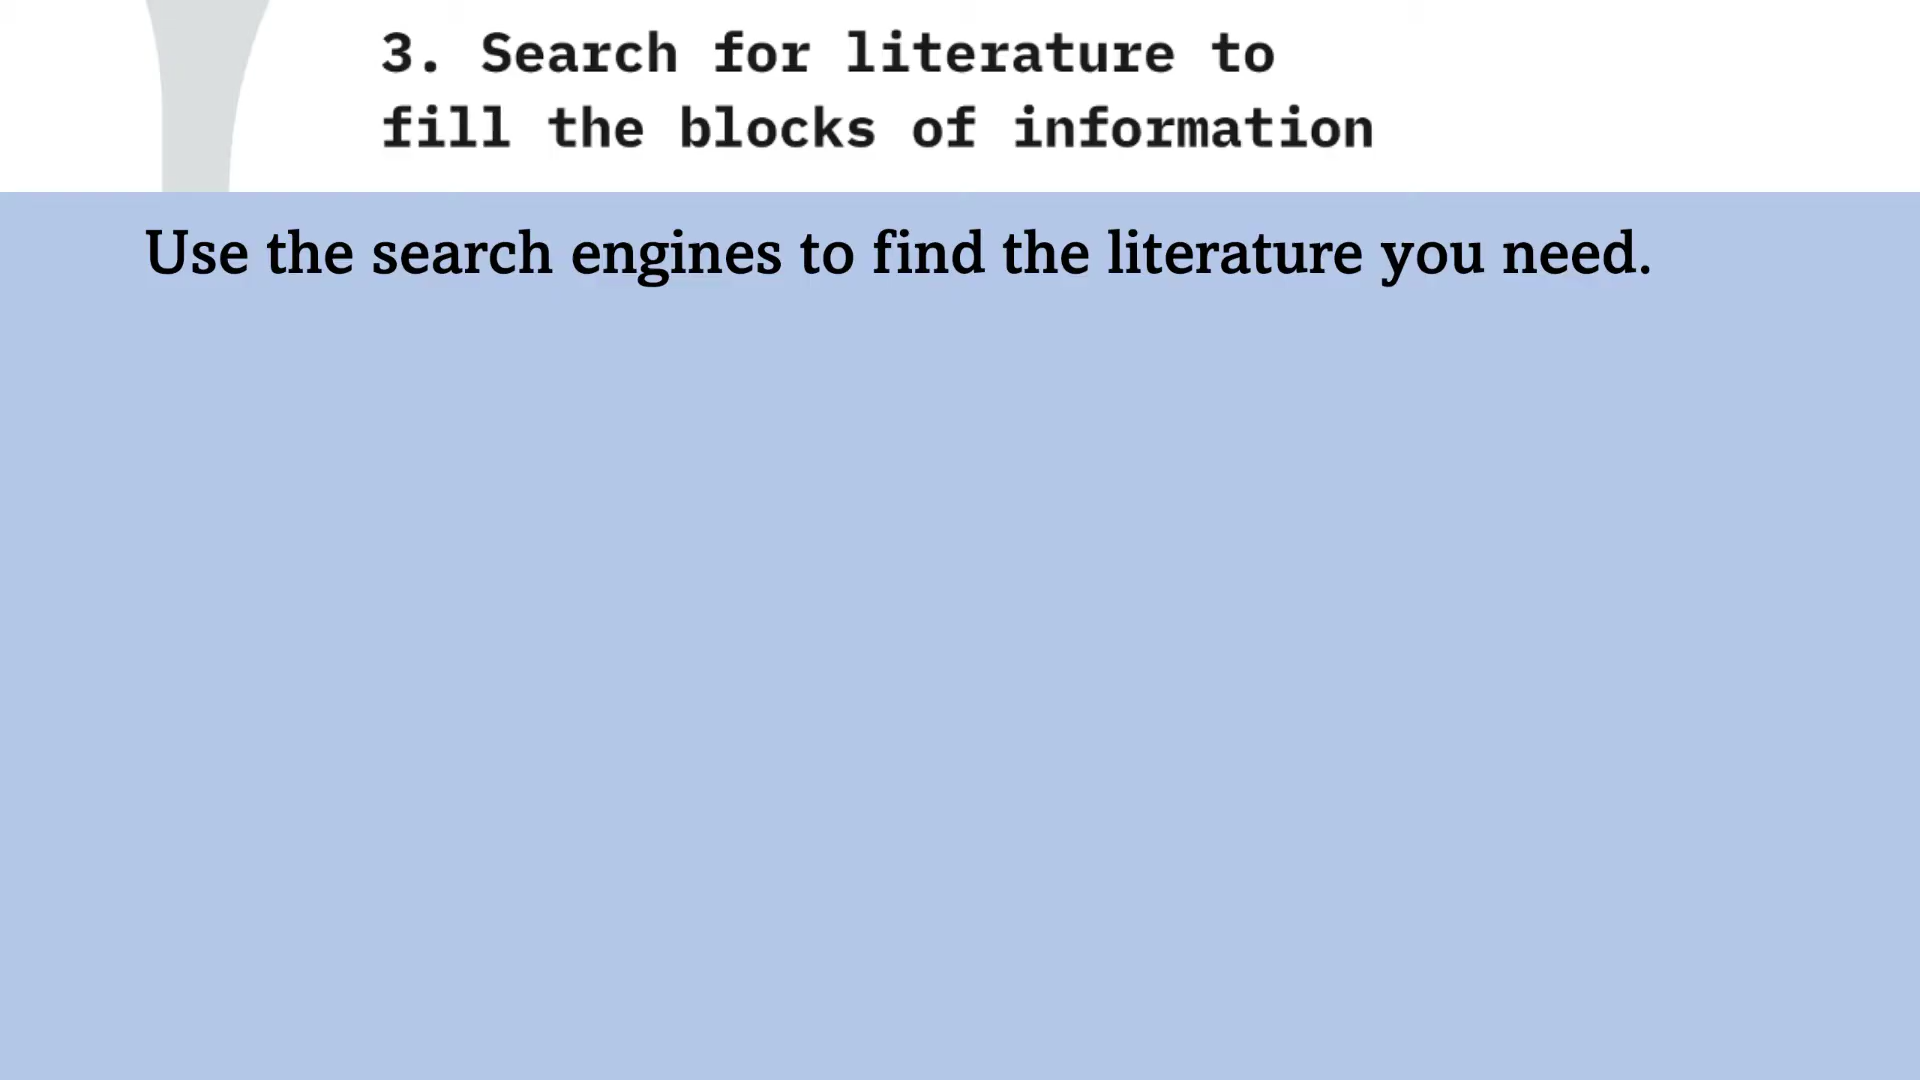 3. Search for literature to
fill the blocks of information
Use the search engines to find the literature you need.